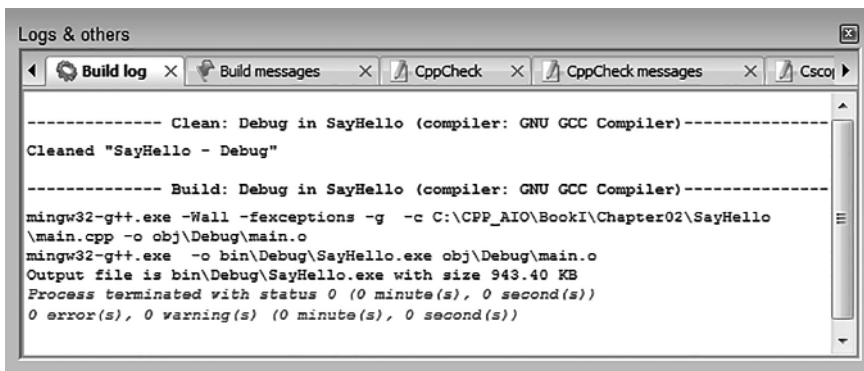 Logs & others
Build log Build messages CppCheck CppCheck messages Cscop
-------------- Clean: Debug in SayHello (compiler: GNU GCC Compiler)---------------
Cleaned "SayHello - Debug"
-------------- Build: Debug in SayHello (compiler: GNU GCC Compiler)---------------
mingw32-g++.exe -Wall -fexceptions -g  -c C:\CPP_AIO\BookI\Chapter02\SayHello
\main.cpp -o obj\Debug\main.o
mingw32-g++.exe  -o bin\Debug\SayHello.exe obj\Debug\main.o
Output file is bin\Debug\SayHello.exe with size 943.40 KB
Process terminated with status 0 (0 minute(s), 0 second(s))
0 error(s), 0 warning(s) (0 minute(s), 0 second(s))